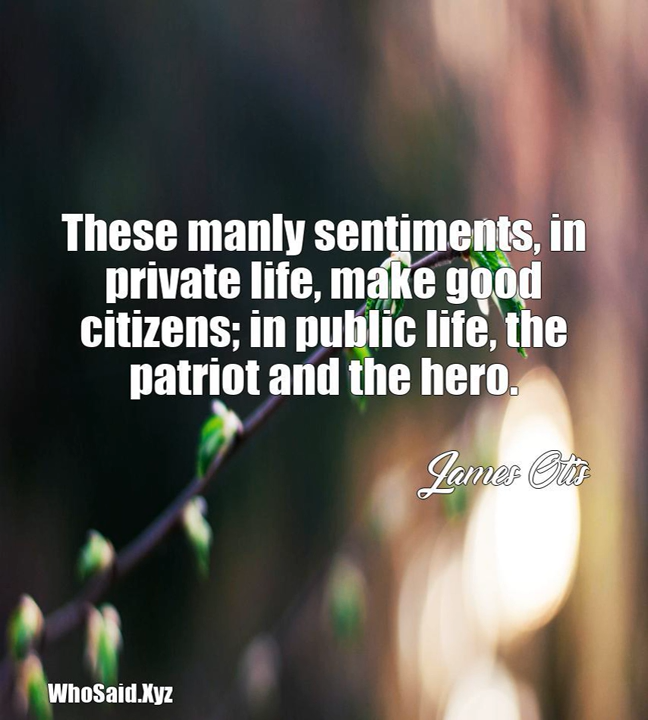 These manly sentiments, in
private life, make good
citizens; in public life, the
patriot and the hero.
James Otis
WhoSaid.Xyz